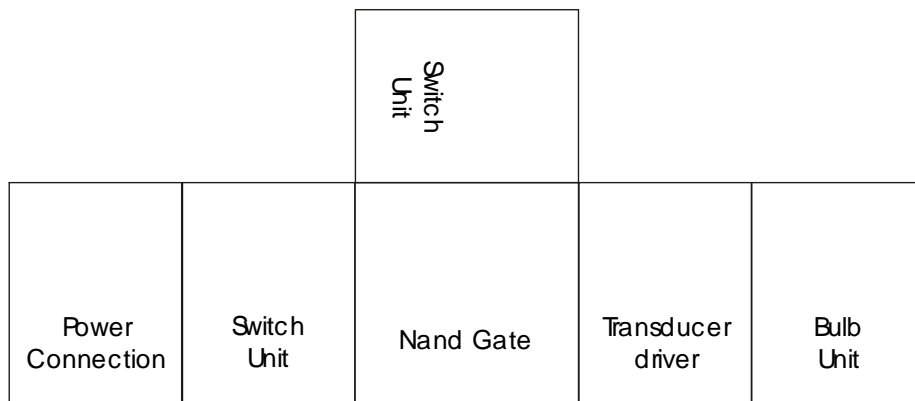 Switch
Unit
Power
Connection
Switch
Unit
Nand Gate
Transducer
driver
Bulb
Unit